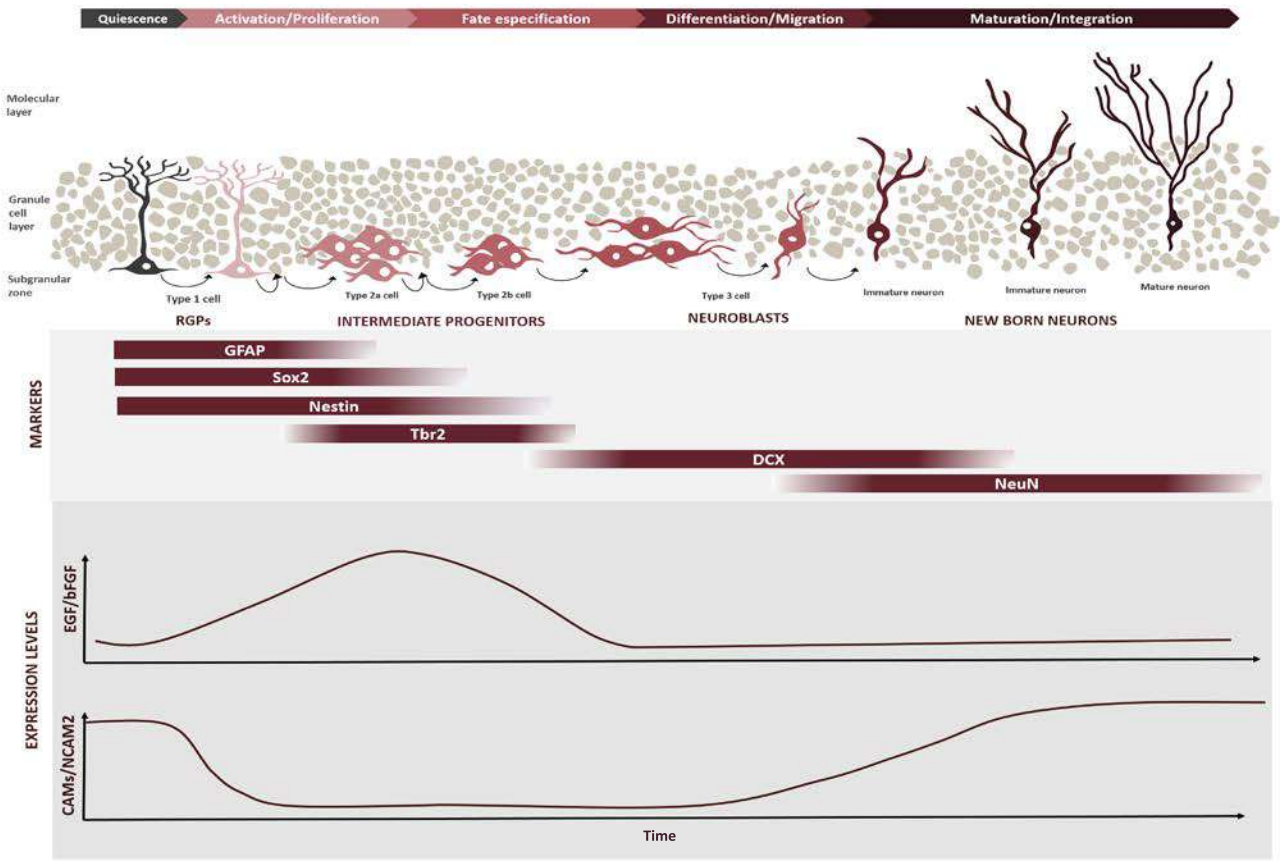 Quiescence
Activation/Proliferation
Fate especification
Differentiation/Migration
Maturation/Integration
Molecular
layer
Granule
cell
layer
Subgranular
zone
Type 1 cell
Type 2a cell
Type 2b cell
Type 3 cell
Immature neuron
Immature neuron
Mature neuron
RGPs
INTERMEDIATE PROGENITORS
NEUROBLASTS
NEW BORN NEURONS
MARKERS
GFAP
Sox2
Nestin
Tbr2
DCX
NeuN
EXPRESSION LEVELS
EGF/bFGF
CAMs/NCAM2
Time